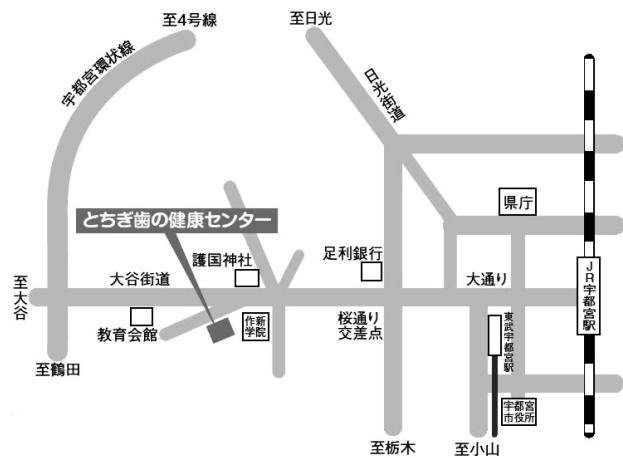 至4号線
至日光
宇都宮環状線
日光街道
県庁
とちぎ歯の健康センター
護国神社
足利銀行
大谷街道
大通り
至大谷
JR宇都宮駅
教育会館
作新
学院
桜通り
交差点
東武宇都宮駅
至鶴田
宇都宮
市役所
至栃木
至小山